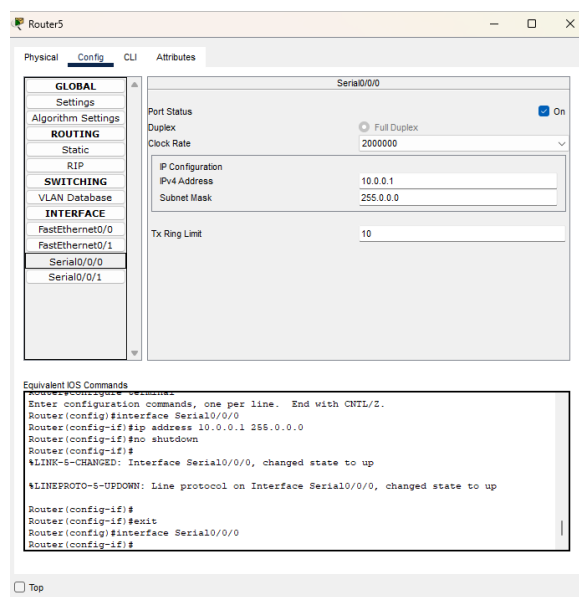 Router5
Physical Config CLI Attributes
GLOBAL
Settings
Algorithm Settings
ROUTING
Static
RIP
SWITCHING
VLAN Database
INTERFACE
FastEthernet0/0
FastEthernet0/1
Serial0/0/0
Serial0/0/1
Serial0/0/0
Port Status On
Duplex Full Duplex
Clock Rate 2000000
IP Configuration
IPv4 Address 10.0.0.1
Subnet Mask 255.0.0.0
Tx Ring Limit 10
Equivalent IOS Commands
Router#configure terminal
Enter configuration commands, one per line. End with CNTL/Z.
Router(config)#interface Serial0/0/0
Router(config-if)#ip address 10.0.0.1 255.0.0.0
Router(config-if)#no shutdown
Router(config-if)#
%LINK-5-CHANGED: Interface Serial0/0/0, changed state to up
%LINEPROTO-5-UPDOWN: Line protocol on Interface Serial0/0/0, changed state to up
Router(config-if)#
Router(config-if)#exit
Router(config)#interface Serial0/0/0
Router(config-if)#
Top